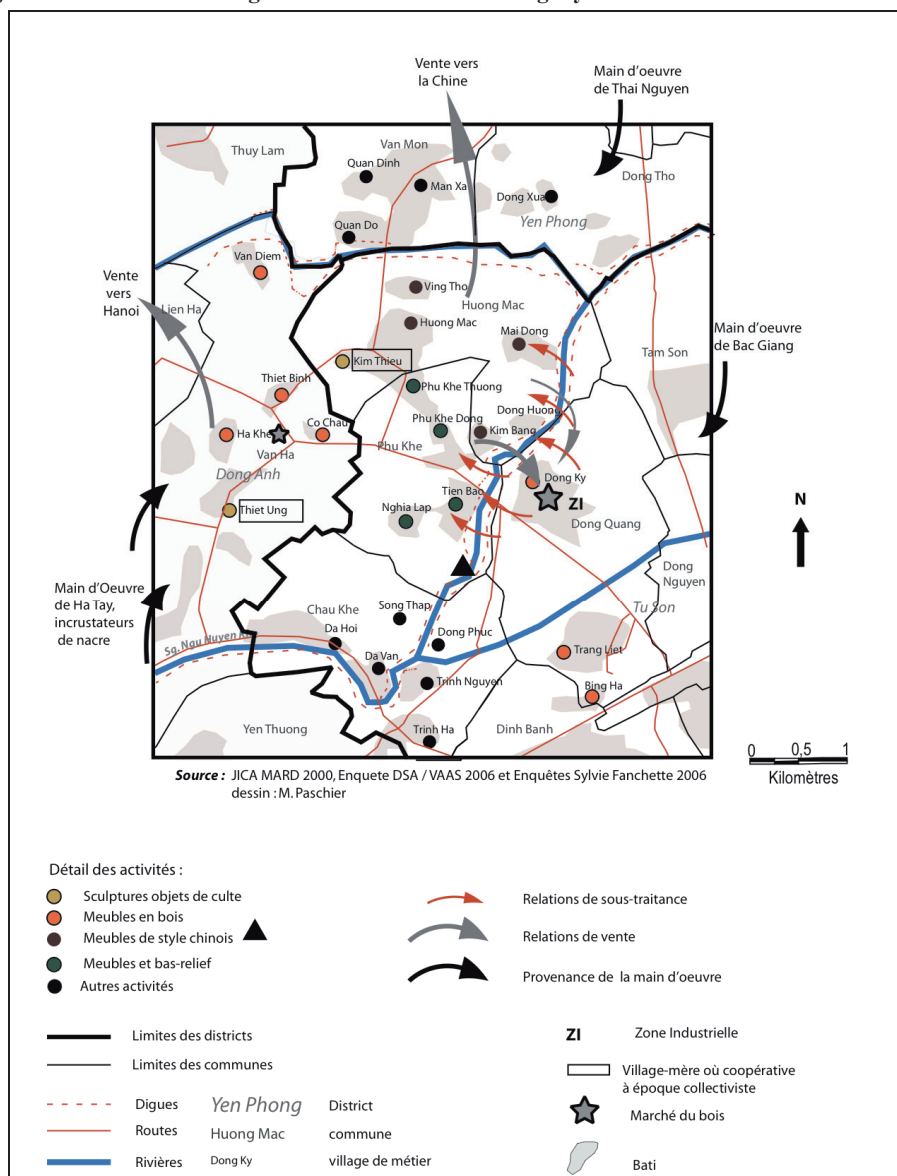 Vente vers
la Chine
Main d'oeuvre
de Thai Nguyen
Thuy Lam
Van Mon
Quan Dinh
Man Xa
Dong Tho
Dong Xua
Yen Phong
Quan Do
Van Diem
Vente
vers
Hanoi
Lien Ha
Ving Tho
Huong Mac
Huong Mac
Mai Dong
Main d'oeuvre
de Bac Giang
Tam Son
Kim Thieu
Thiet Binh
Phu Khe Thuong
Dong Huong
Phu Khe Dong
Kim Bang
Co Chau
Ha Khe
Van Ha
Phu Khe
Dong Anh
Dong Ky
ZI
Tien Bao
Nghia Lap
Thiet Ung
Dong Quang
N
Dong
Nguyen
Main d'Oeuvre
de Ha Tay,
incrustateurs
de nacre
Chau Khe
Song Thap
Tu Son
Da Hoi
Dong Phuc
Da Van
Trang Liet
Trinh Nguyen
Bing Ha
Yen Thuong
Trinh Ha
Dinh Banh
0 0,5 1
Kilomètres
Source : JICA MARD 2000, Enquete DSA / VAAS 2006 et Enquêtes Sylvie Fanchette 2006
dessin : M. Paschier
Détail des activités :
Sculptures objets de culte
Meubles en bois
Meubles de style chinois
Meubles et bas-relief
Autres activités
Relations de sous-traitance
Relations de vente
Provenance de la main d'oeuvre
Limites des districts
Limites des communes
Digues
Routes
Rivières
Yen Phong District
Huong Mac commune
Dong Ky village de métier
ZI Zone Industrielle
Village-mère où coopérative
à époque collectiviste
Marché du bois
Bati